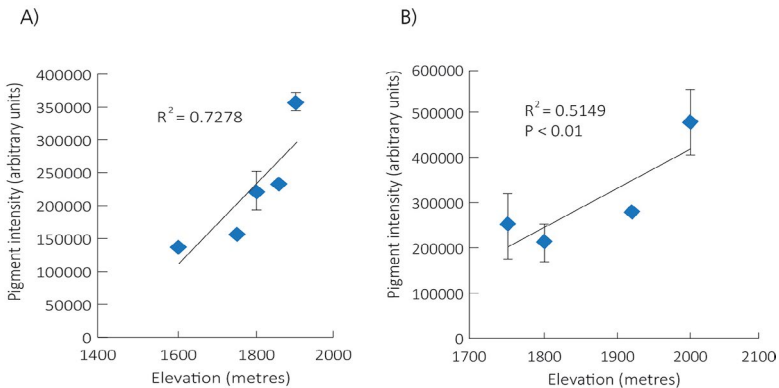 A)
Pigment intensity (arbitrary units)
400000
350000
300000
250000
200000
150000
100000
50000
0
R² = 0.7278
1400
1600
1800
2000
Elevation (metres)
B)
Pigment intensity (arbitrary units)
600000
500000
400000
300000
200000
100000
0
R² = 0.5149
P < 0.01
1700
1800
1900
2000
2100
Elevation (metres)